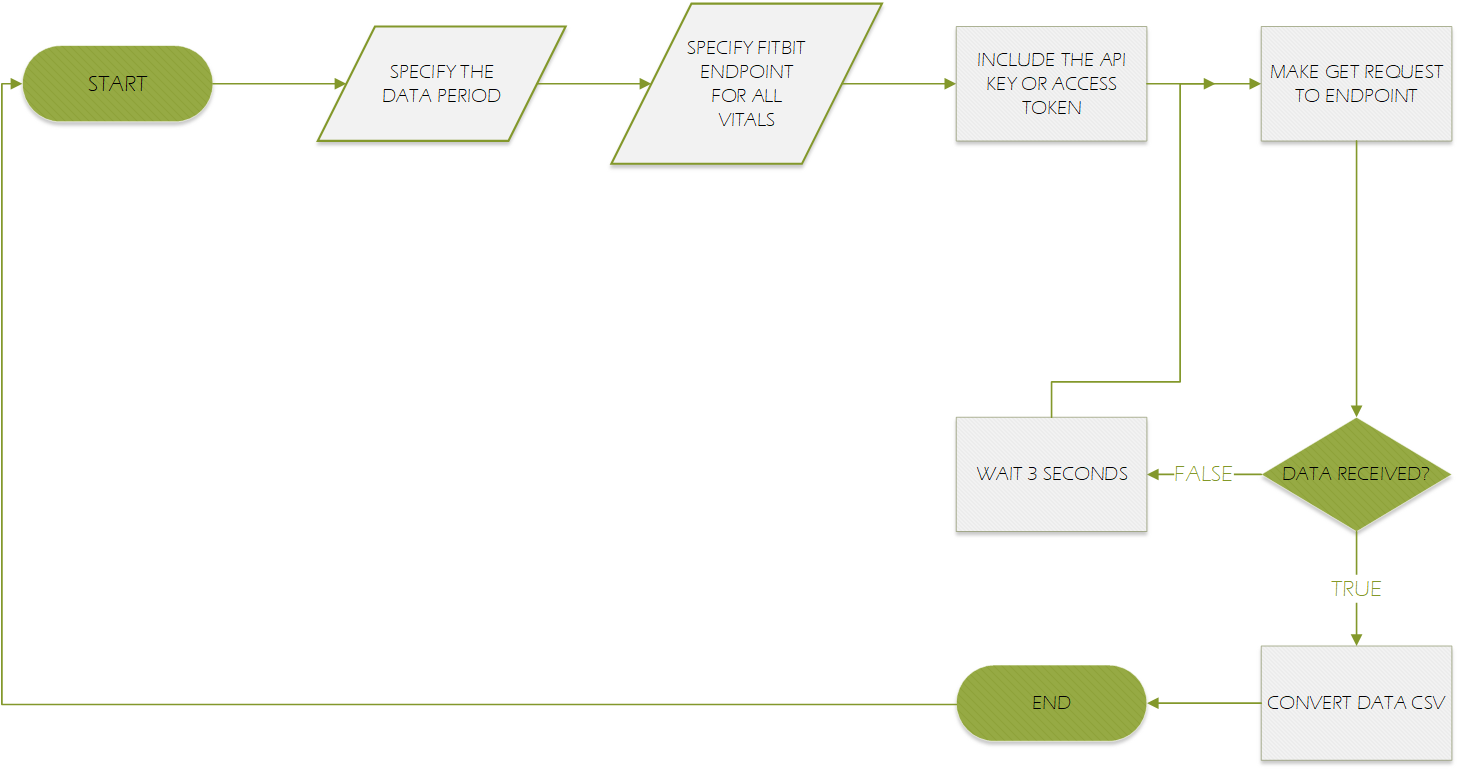 START
SPECIFY THE
DATA PERIOD
SPECIFY FITBIT
ENDPOINT
FOR ALL
VITALS
INCLUDE THE API
KEY OR ACCESS
TOKEN
MAKE GET REQUEST
TO ENDPOINT
WAIT 3 SECONDS
FALSE
DATA RECEIVED?
TRUE
END
CONVERT DATA CSV